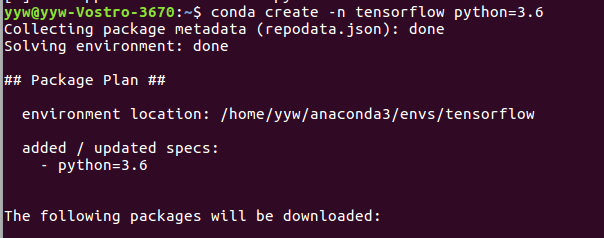 yyw@yyw-Vostro-3670:~$ conda create -n tensorflow python=3.6
Collecting package metadata (repodata.json): done
Solving environment: done
## Package Plan ##
environment location: /home/yyw/anaconda3/envs/tensorflow
added / updated specs:
- python=3.6
The following packages will be downloaded: